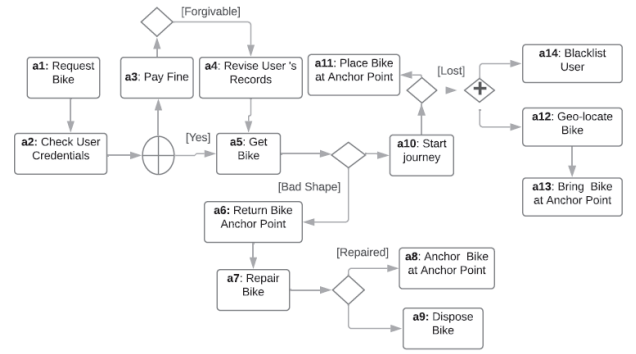 [Forgivable]
a1: Request
Bike
a3: Pay Fine
a4: Revise User 's
Records
a11: Place Bike
at Anchor Point
[Lost]
a14: Blacklist
User
a2: Check User
Credentials
[Yes]
a5: Get
Bike
a10: Start
journey
a12: Geo-locate
Bike
[Bad Shape]
a13: Bring Bike
at Anchor Point
a6: Return Bike
Anchor Point
a7: Repair
Bike
[Repaired]
a8: Anchor Bike
at Anchor Point
a9: Dispose
Bike